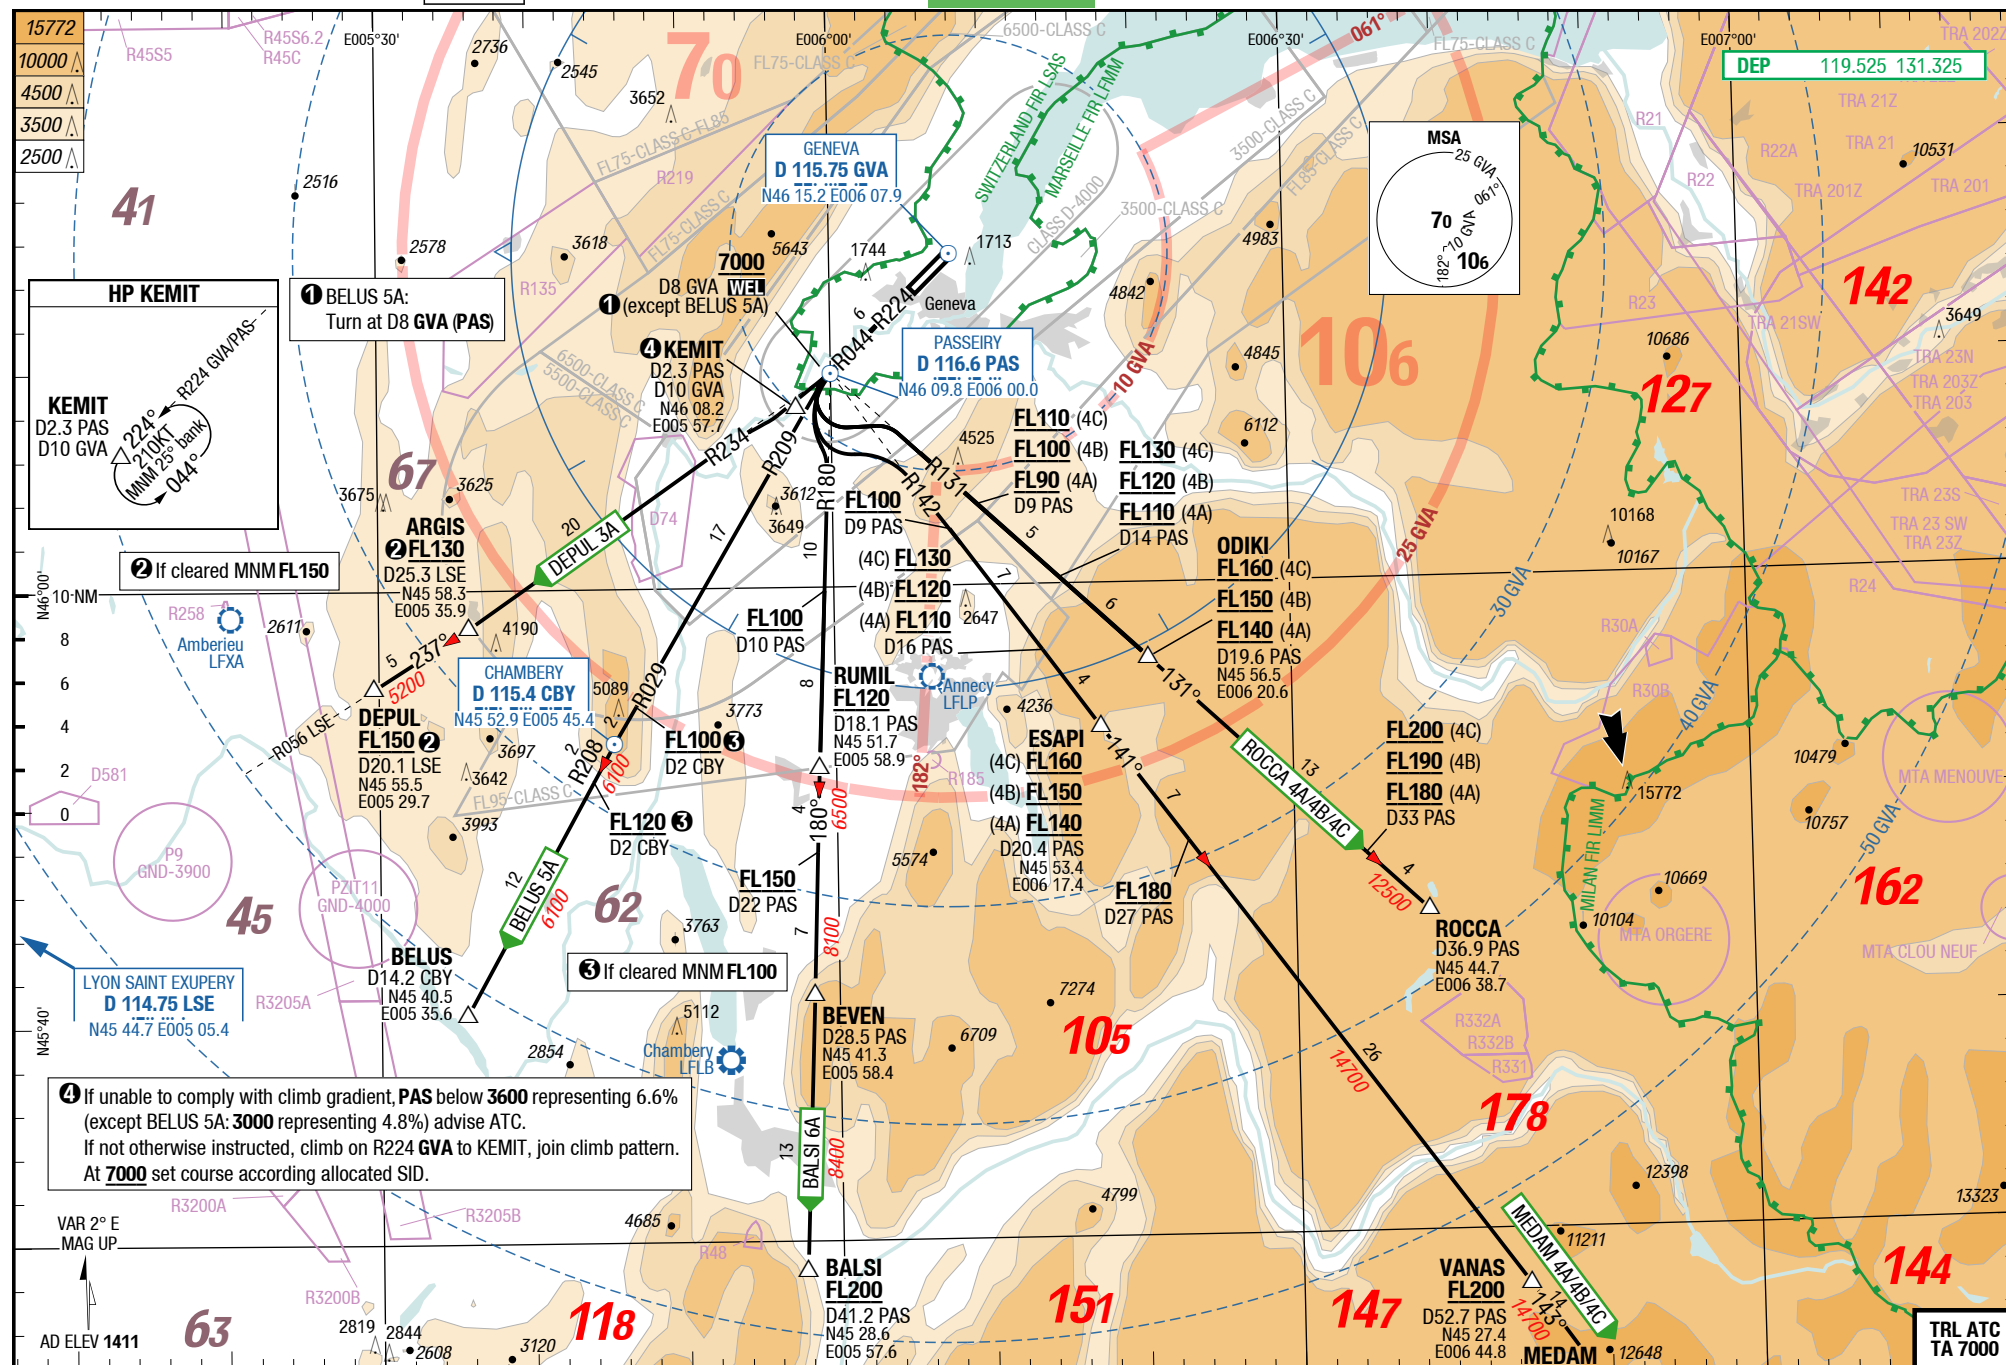 15772
10000
4500
3500
2500
R45S5
R45S6.2
R45C
E005°30'
E006°00'
E006°30'
E007°00'
2736
2545
3652
70
6500-CLASS C
FL75-CLASS C
FL75-CLASS C-FL85
R219
FL75-CLASS C
SWITZERLAND FIR LSAS
MARSEILLE FIR LFMM
061°
FL75-CLASS C
3500-CLASS C
FL85-CLASS C
3500-CLASS C
CLASS D-4000
DEP 119.525 131.325
TRA 202Z
TRA 21Z
TRA 21
R21
R22A
R22
10531
TRA 201Z
TRA 201
GENEVA
D 115.75 GVA
N46 15.2 E006 07.9
MSA
25 GVA
061°
70
10 GVA
182°
106
41
2516
2578
3618
5643
1744
1713
4983
4842
142
3649
R23
TRA 21SW
TRA 23N
TRA 203Z
TRA 203
10686
127
R135
HP KEMIT
R224 GVA/PAS
KEMIT
D2.3 PAS
D10 GVA
224°
210KT
MNM 25° bank
044°
1 BELUS 5A:
Turn at D8 GVA (PAS)
7000
D8 GVA WEL
1 (except BELUS 5A)
6
R044-R224
Geneva
PASSEIRY
D 116.6 PAS
N46 09.8 E006 00.0
4 KEMIT
D2.3 PAS
D10 GVA
N46 08.2
E005 57.7
6500-CLASS C
5500-CLASS C
10 GVA
4845
106
6112
4525
R234
R209
R180
R142
R131
FL110 (4C)
FL100 (4B)
FL90 (4A)
D9 PAS
FL130 (4C)
FL120 (4B)
FL110 (4A)
D14 PAS
FL100
D9 PAS
67
3675
3625
3612
3649
D74
20
17
10
5
7
DEPUL 3A
ARGIS
2 FL130
D25.3 LSE
N45 58.3
E005 35.9
2 If cleared MNM FL150
(4C) FL130
(4B) FL120
(4A) FL110
D16 PAS
2647
ODIKI
FL160 (4C)
FL150 (4B)
FL140 (4A)
D19.6 PAS
N45 56.5
E006 20.6
6
25 GVA
30 GVA
10168
10167
TRA 23S
TRA 23 SW
TRA 23Z
R24
R30A
R30B
40 GVA
N46°00'
10 NM
8
6
4
2
0
R258
Amberieu
LFXA
2611
4190
5
237°
5200
R056 LSE
CHAMBERY
D 115.4 CBY
N45 52.9 E005 45.4
5089
R029
2
2
R208
6100
FL100
D10 PAS
8
RUMIL
FL120
D18.1 PAS
N45 51.7
E005 58.9
Annecy
LFLP
4236
4
131°
141°
DEPUL
FL150 2
D20.1 LSE
N45 55.5
E005 29.7
3697
3642
3773
FL100 3
D2 CBY
FL95-CLASS C
182°
R185
ESAPI
(4C) FL160
(4B) FL150
(4A) FL140
D20.4 PAS
N45 53.4
E006 17.4
7
13
ROCCA 4A/4B/4C
FL200 (4C)
FL190 (4B)
FL180 (4A)
D33 PAS
10479
MTA MENOUVE
15772
10757
50 GVA
D581
P9
GND-3900
3993
FL120 3
D2 CBY
4
180°
6500
5574
FL180
D27 PAS
4
12500
ROCCA
D36.9 PAS
N45 44.7
E006 38.7
MILAN FIR LIMM
10669
10104
MTA ORGERE
162
MTA CLOU NEUF
PZIT11
GND-4000
45
12
BELUS 5A
6100
62
FL150
D22 PAS
3763
7
8100
3 If cleared MNM FL100
BELUS
D14.2 CBY
N45 40.5
E005 35.6
LYON SAINT EXUPERY
D 114.75 LSE
N45 44.7 E005 05.4
R3205A
N45°40'
2854
5112
Chambery
LFLB
BEVEN
D28.5 PAS
N45 41.3
E005 58.4
7274
6709
105
26
14700
R332A
R332B
R331
178
4 If unable to comply with climb gradient, PAS below 3600 representing 6.6%
(except BELUS 5A: 3000 representing 4.8%) advise ATC.
If not otherwise instructed, climb on R224 GVA to KEMIT, join climb pattern.
At 7000 set course according allocated SID.
13
BALSI 6A
8400
4799
12398
13323
R3200A
R3205B
R3200B
VAR 2° E
MAG UP
AD ELEV 1411
63
2819
2844
2608
3120
118
4685
R48
BALSI
FL200
D41.2 PAS
N45 28.6
E005 57.6
151
147
VANAS
FL200
D52.7 PAS
N45 27.4
E006 44.8
MEDAM 4A/4B/4C
14
143°
14700
MEDAM
11211
12648
144
TRL ATC
TA 7000